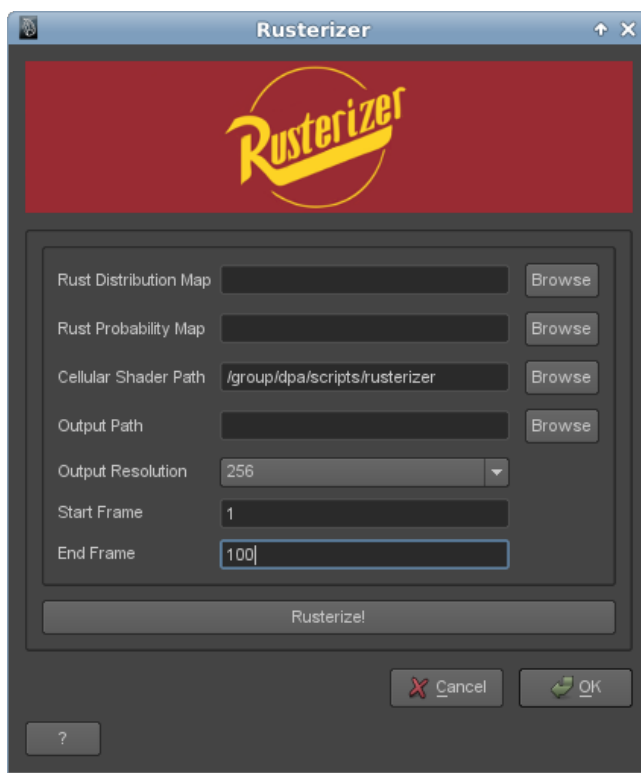 Rusterizer
Rusterizer
Rust Distribution Map Browse
Rust Probability Map Browse
Cellular Shader Path /group/dpa/scripts/rusterizer Browse
Output Path Browse
Output Resolution 256
Start Frame 1
End Frame 100
Rusterize!
Cancel OK
?